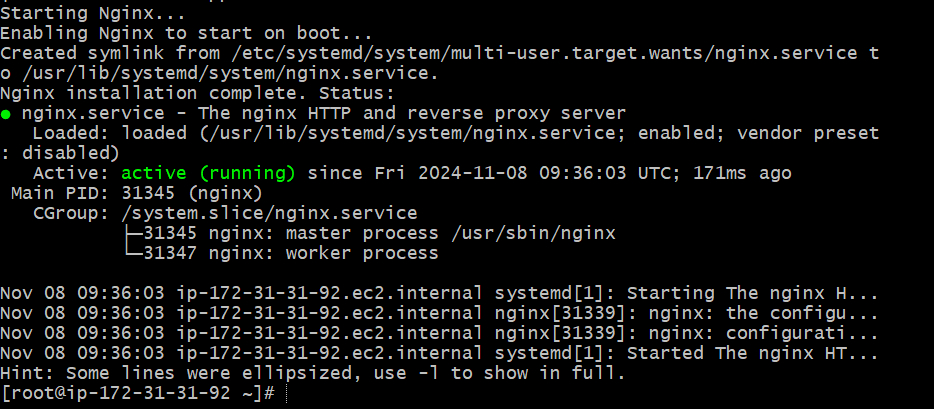 Starting Nginx...
Enabling Nginx to start on boot...
Created symlink from /etc/systemd/system/multi-user.target.wants/nginx.service t
o /usr/lib/systemd/system/nginx.service.
Nginx installation complete. Status:
● nginx.service - The nginx HTTP and reverse proxy server
   Loaded: loaded (/usr/lib/systemd/system/nginx.service; enabled; vendor preset
: disabled)
   Active: active (running) since Fri 2024-11-08 09:36:03 UTC; 171ms ago
 Main PID: 31345 (nginx)
   CGroup: /system.slice/nginx.service
           ├─31345 nginx: master process /usr/sbin/nginx
           └─31347 nginx: worker process
Nov 08 09:36:03 ip-172-31-31-92.ec2.internal systemd[1]: Starting The nginx H...
Nov 08 09:36:03 ip-172-31-31-92.ec2.internal nginx[31339]: nginx: the configu...
Nov 08 09:36:03 ip-172-31-31-92.ec2.internal nginx[31339]: nginx: configurati...
Nov 08 09:36:03 ip-172-31-31-92.ec2.internal systemd[1]: Started The nginx HT...
Hint: Some lines were ellipsized, use -l to show in full.
[root@ip-172-31-31-92 ~]#